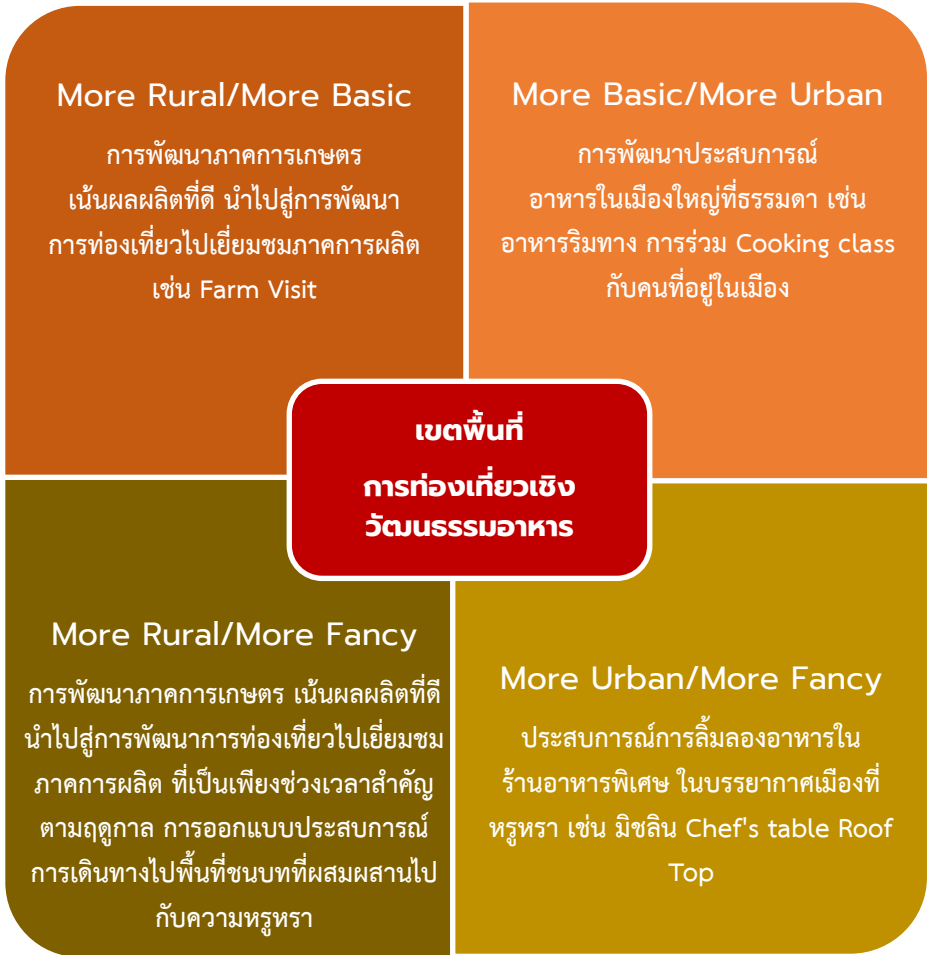 More Rural/More Basic
การพัฒนาภาคการเกษตร
เน้นผลผลิตที่ดี นำไปสู่การพัฒนา
การท่องเที่ยวไปเยี่ยมชมภาคการผลิต
เช่น Farm Visit
More Basic/More Urban
การพัฒนาประสบการณ์
อาหารในเมืองใหญ่ที่ธรรมดา เช่น
อาหารริมทาง การร่วม Cooking class
กับคนที่อยู่ในเมือง
เขตพื้นที่
การท่องเที่ยวเชิง
วัฒนธรรมอาหาร
More Rural/More Fancy
การพัฒนาภาคการเกษตร เน้นผลผลิตที่ดี
นำไปสู่การพัฒนาการท่องเที่ยวไปเยี่ยมชม
ภาคการผลิต ที่เป็นเพียงช่วงเวลาสำคัญ
ตามฤดูกาล การออกแบบประสบการณ์
การเดินทางไปพื้นที่ชนบทที่ผสมผสานไป
กับความหรูหรา
More Urban/More Fancy
ประสบการณ์การลิ้มลองอาหารใน
ร้านอาหารพิเศษ ในบรรยากาศเมืองที่
หรูหรา เช่น มิชลิน Chef's table Roof
Top